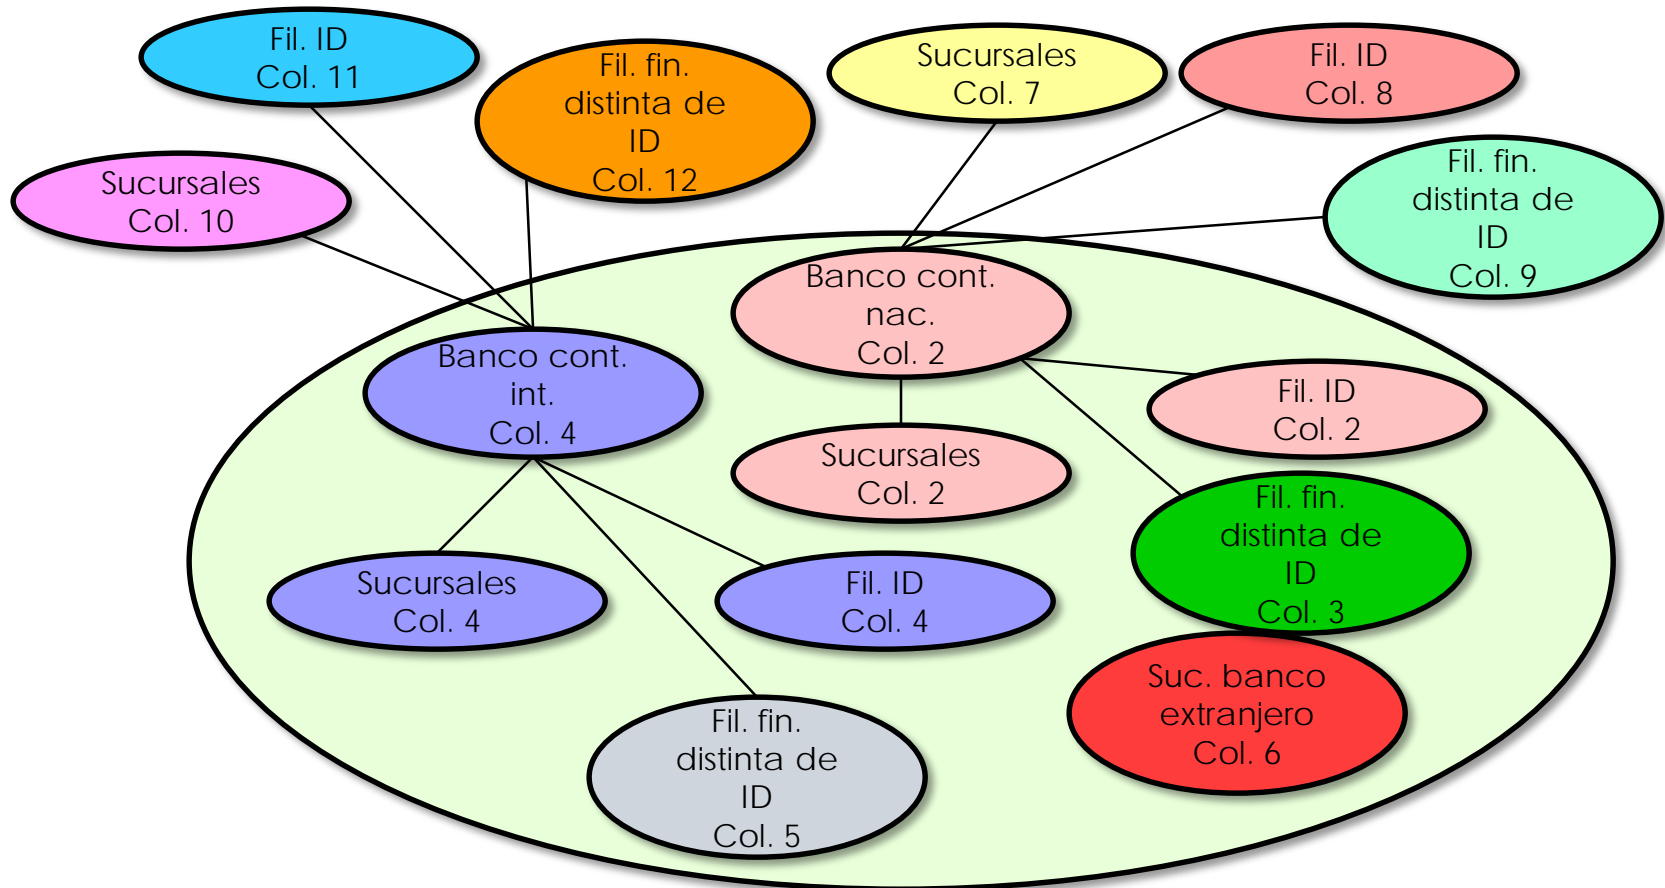 Fil. ID
Col. 11
Fil. fin.
distinta de
ID
Col. 12
Sucursales
Col. 7
Fil. ID
Col. 8
Sucursales
Col. 10
Fil. fin.
distinta de
ID
Col. 9
Banco cont.
nac.
Col. 2
Banco cont.
int.
Col. 4
Fil. ID
Col. 2
Sucursales
Col. 2
Fil. fin.
distinta de
ID
Col. 3
Sucursales
Col. 4
Fil. ID
Col. 4
Suc. banco
extranjero
Col. 6
Fil. fin.
distinta de
ID
Col. 5